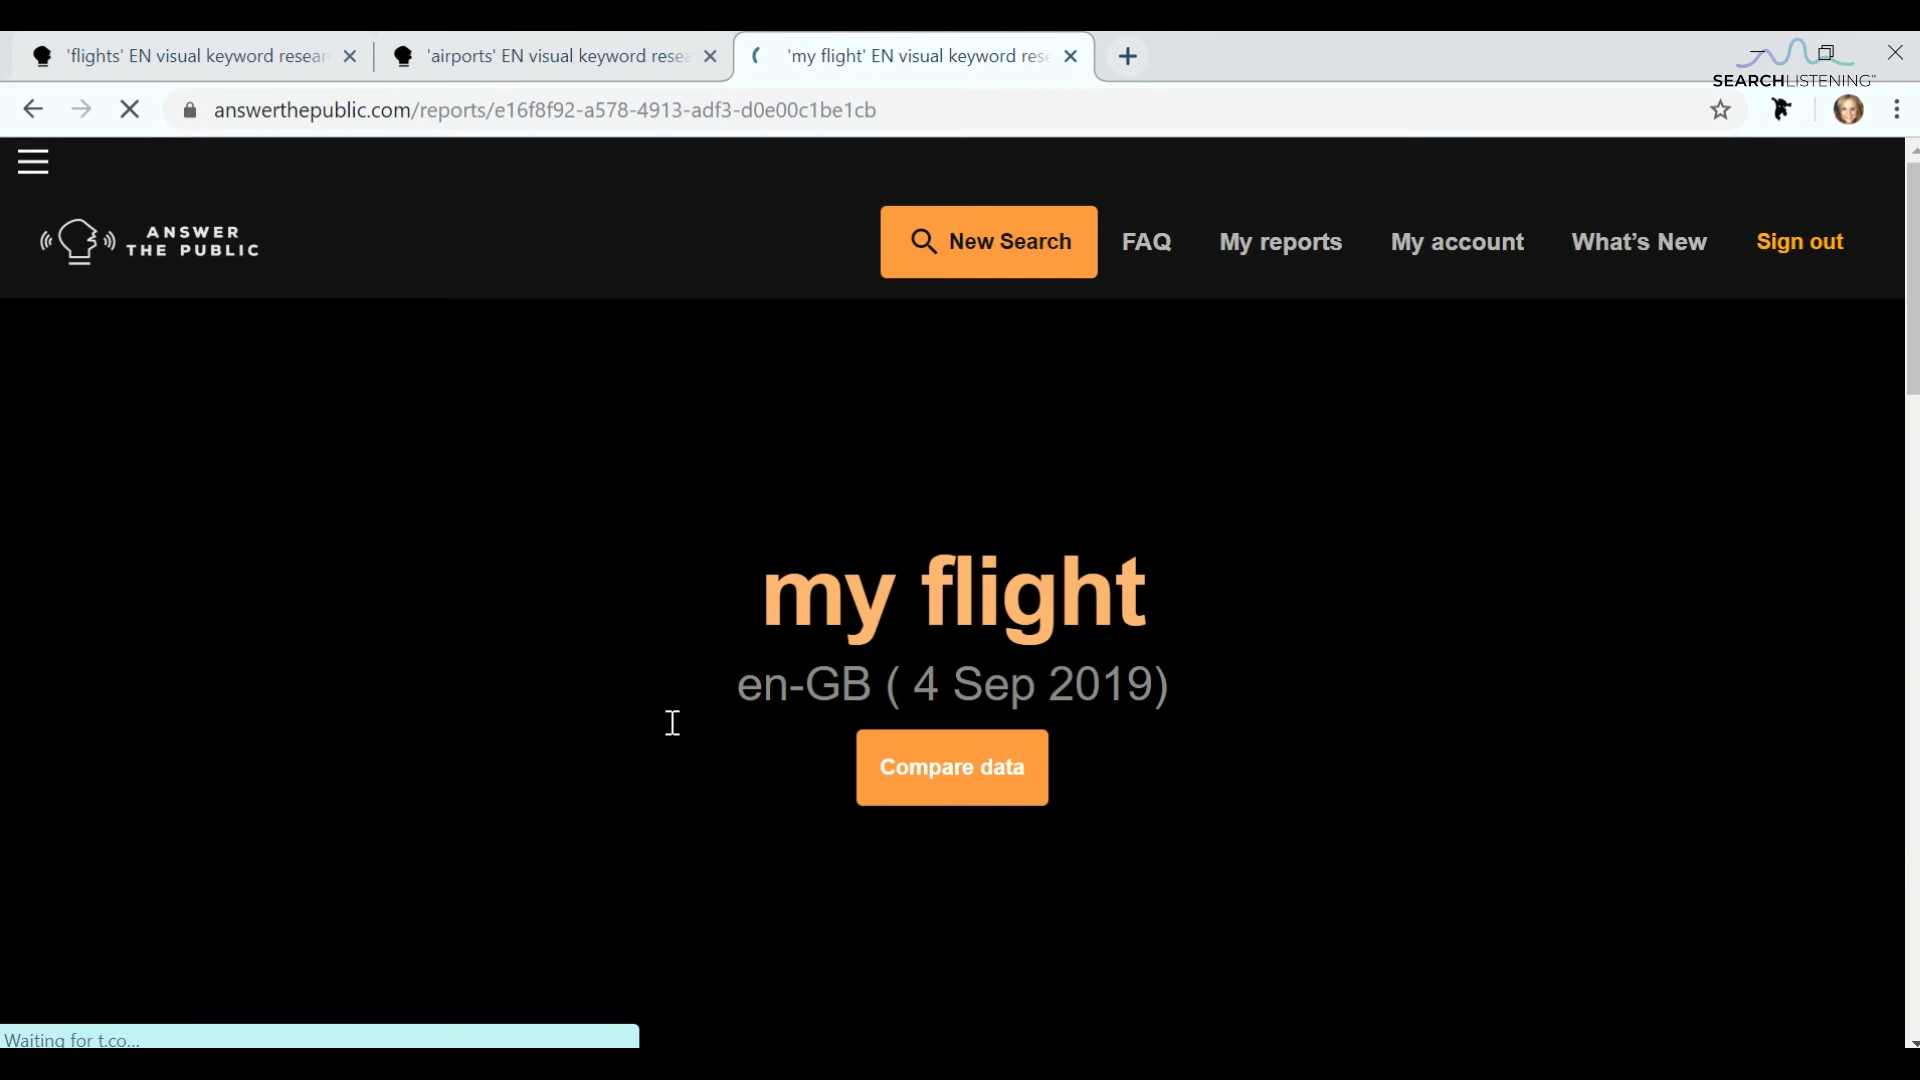 'flights' EN visual keyword resear
'airports' EN visual keyword resea
'my flight' EN visual keyword rese
SEARCHLISTENING™
answerthepublic.com/reports/e16f8f92-a578-4913-adf3-d0e00c1be1cb
ANSWER
THE PUBLIC
New Search
FAQ
My reports
My account
What's New
Sign out
my flight
en-GB ( 4 Sep 2019)
Compare data
Waiting for t.co...